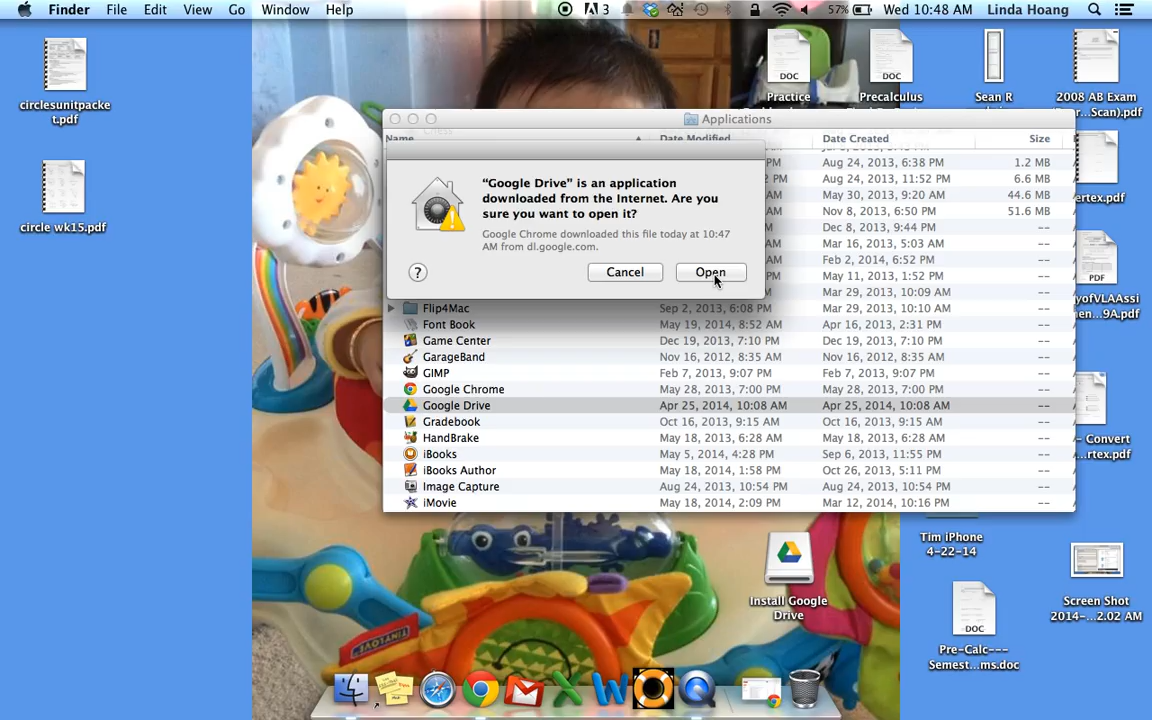 Finder File Edit View Go Window Help 3 57% Wed 10:48 AM Linda Hoang
circlesunitpacke
t.pdf
circle wk15.pdf
DOC
Practice
DOC
Precalculus
Sean R
2008 AB Exam
Scan).pdf
ertex.pdf
PDF
yofVLAAssi
9A.pdf
- Convert
...rtex.pdf
Applications
Name Date Modified Date Created Size
Aug 24, 2013, 6:38 PM 1.2 MB
Aug 24, 2013, 11:52 PM 6.6 MB
May 30, 2013, 9:20 AM 44.6 MB
Nov 8, 2013, 6:50 PM 51.6 MB
Dec 8, 2013, 9:44 PM
Mar 16, 2013, 5:03 AM
Feb 2, 2014, 6:52 PM
May 11, 2013, 1:52 PM
Mar 29, 2013, 10:09 AM
Flip4Mac Sep 2, 2013, 6:08 PM Mar 29, 2013, 10:10 AM --
Font Book May 19, 2014, 8:52 AM Apr 16, 2013, 2:31 PM --
Game Center Dec 19, 2013, 7:10 PM Dec 19, 2013, 7:10 PM --
GarageBand Nov 16, 2012, 8:35 AM Nov 16, 2012, 8:35 AM --
GIMP Feb 7, 2013, 9:07 PM Feb 7, 2013, 9:07 PM --
Google Chrome May 28, 2013, 7:00 PM May 28, 2013, 7:00 PM --
Google Drive Apr 25, 2014, 10:08 AM Apr 25, 2014, 10:08 AM --
Gradebook Oct 16, 2013, 9:15 AM Oct 16, 2013, 9:15 AM --
HandBrake May 18, 2013, 6:28 AM May 18, 2013, 6:28 AM --
iBooks May 5, 2014, 4:28 PM Sep 6, 2013, 11:55 PM --
iBooks Author May 18, 2014, 1:58 PM Oct 26, 2013, 5:11 PM --
Image Capture Aug 24, 2013, 10:54 PM Aug 24, 2013, 10:54 PM --
iMovie May 18, 2014, 2:09 PM Mar 12, 2014, 10:16 PM --
“Google Drive” is an application
downloaded from the Internet. Are you
sure you want to open it?
Google Chrome downloaded this file today at 10:47
AM from dl.google.com.
? Cancel Open
Install Google
Drive
Tim iPhone
4-22-14
Screen Shot
2014-...2.02 AM
DOC
Pre-Calc---
Semest...ms.doc
TINYLOVE